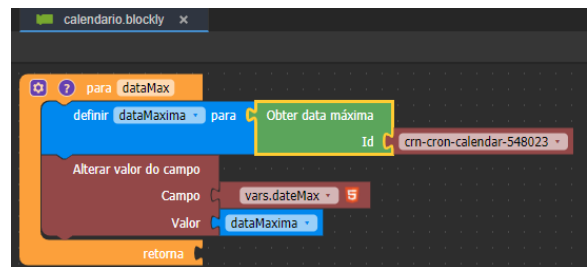 calendario.blockly ×
? para dataMax
definir dataMaxima para Obter data máxima
Id crn-cron-calendar-548023
Alterar valor do campo
Campo vars.dateMax 5
Valor dataMaxima
retorna